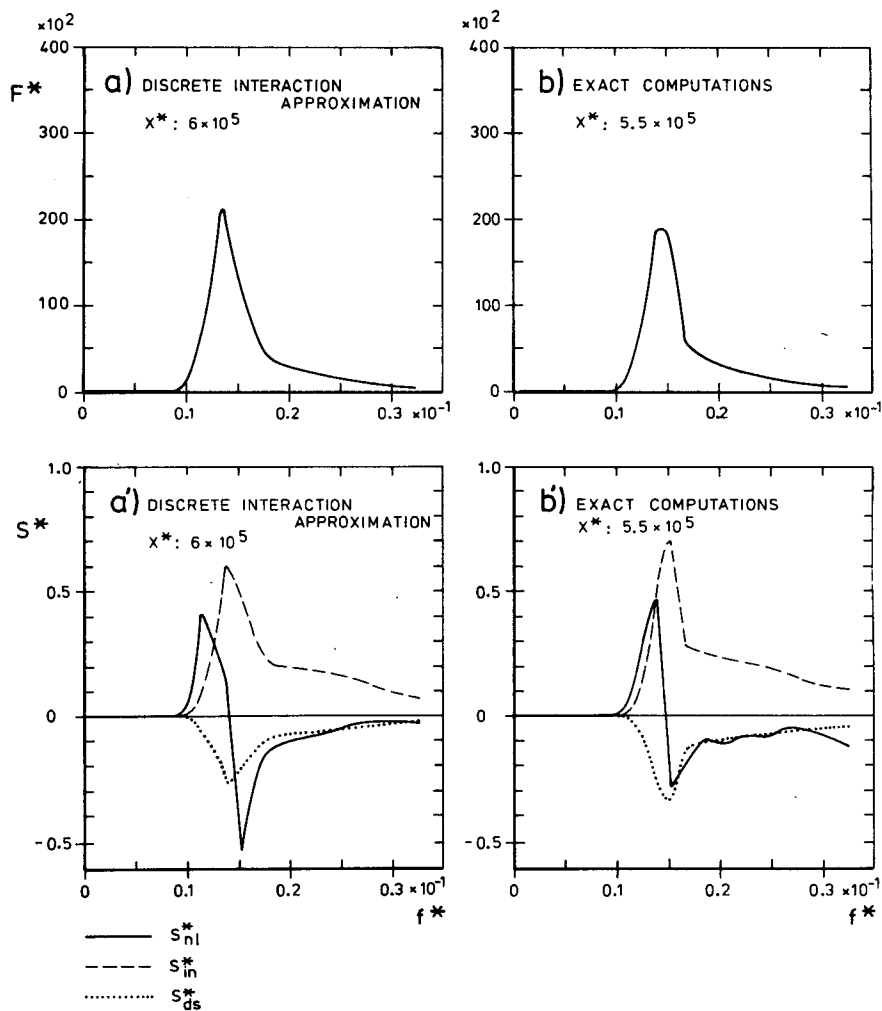 ×10²
400
F*
300
200
100
0
a) DISCRETE INTERACTION
APPROXIMATION
X*: 6×10⁵
0
0.1
0.2
0.3 ×10⁻¹
×10²
400
300
200
100
0
b) EXACT COMPUTATIONS
X*: 5.5×10⁵
0
0.1
0.2
0.3 ×10⁻¹
1.0
S*
0.5
0
-0.5
a') DISCRETE INTERACTION
APPROXIMATION
X*: 6×10⁵
0
0.1
0.2
0.3 ×10⁻¹
f*
1.0
0.5
0
-0.5
b') EXACT COMPUTATIONS
X*: 5.5×10⁵
0
0.1
0.2
0.3 ×10⁻¹
f*
S*nl
S*in
S*ds